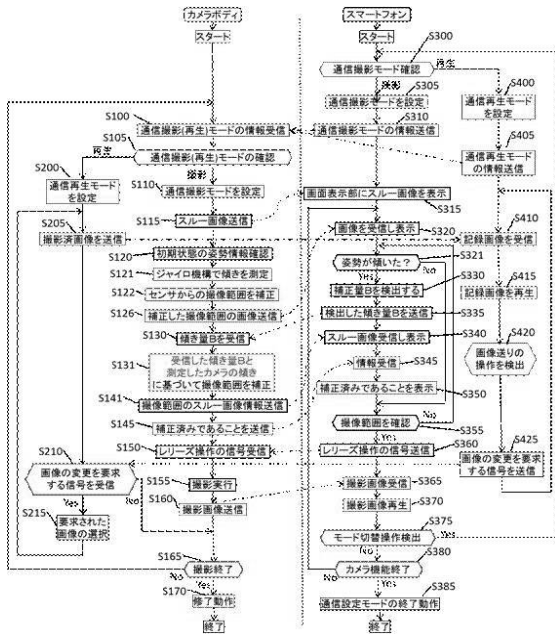 カメラボディ
スタート
S100
通信撮影(再生)モードの情報受信
S105
通信撮影(再生)モードの確認
再生
撮影
S200
通信再生モード
を設定
S110
通信撮影モードを設定
S115
スルー画像送信
S205
撮影済画像を送信
S120
初期状態の姿勢情報確認
S121
ジャイロ機構で傾きを測定
S122
センサからの撮像範囲を補正
S126
補正した撮像範囲の画像送信
S130
傾き量Bを受信
S131
受信した傾き量Bと
測定したカメラの傾き
に基づいて撮像範囲を補正
S141
撮像範囲のスルー画像情報送信
S145
補正済みであることを送信
S150
レリーズ操作の信号受信
S210
画像の変更を要求
する信号を受信
Yes
No
S155
撮影実行
S160
撮影画像送信
S215
要求された
画像の選択
S165
撮影終了
No
Yes
S170
修了動作
終了
スマートフォン
スタート
S300
通信撮影モード確認
再生
撮影
S305
通信撮影モードを設定
S310
通信撮影モードの情報送信
S400
通信再生モード
を設定
S405
通信再生モード
の情報送信
画面表示部にスルー画像を表示
S315
S320
画像を受信し表示
S321
姿勢が傾いた？
No
Yes
S330
補正量Bを検出する
S335
検出した傾き量Bを送信
S340
スルー画像受信し表示
S345
情報受信
S350
補正済みであることを表示
撮像範囲を確認
No
S355
Yes
S360
レリーズ操作の信号送信
S365
撮影画像受信
S370
撮影画像再生
S375
モード切替操作検出
Yes
No
S380
カメラ機能終了
No
Yes
S385
通信設定モードの終了動作
終了
S410
記録画像を受信
S415
記録画像を再生
S420
画像送りの
操作を検出
S425
画像の変更を要求
する信号を送信